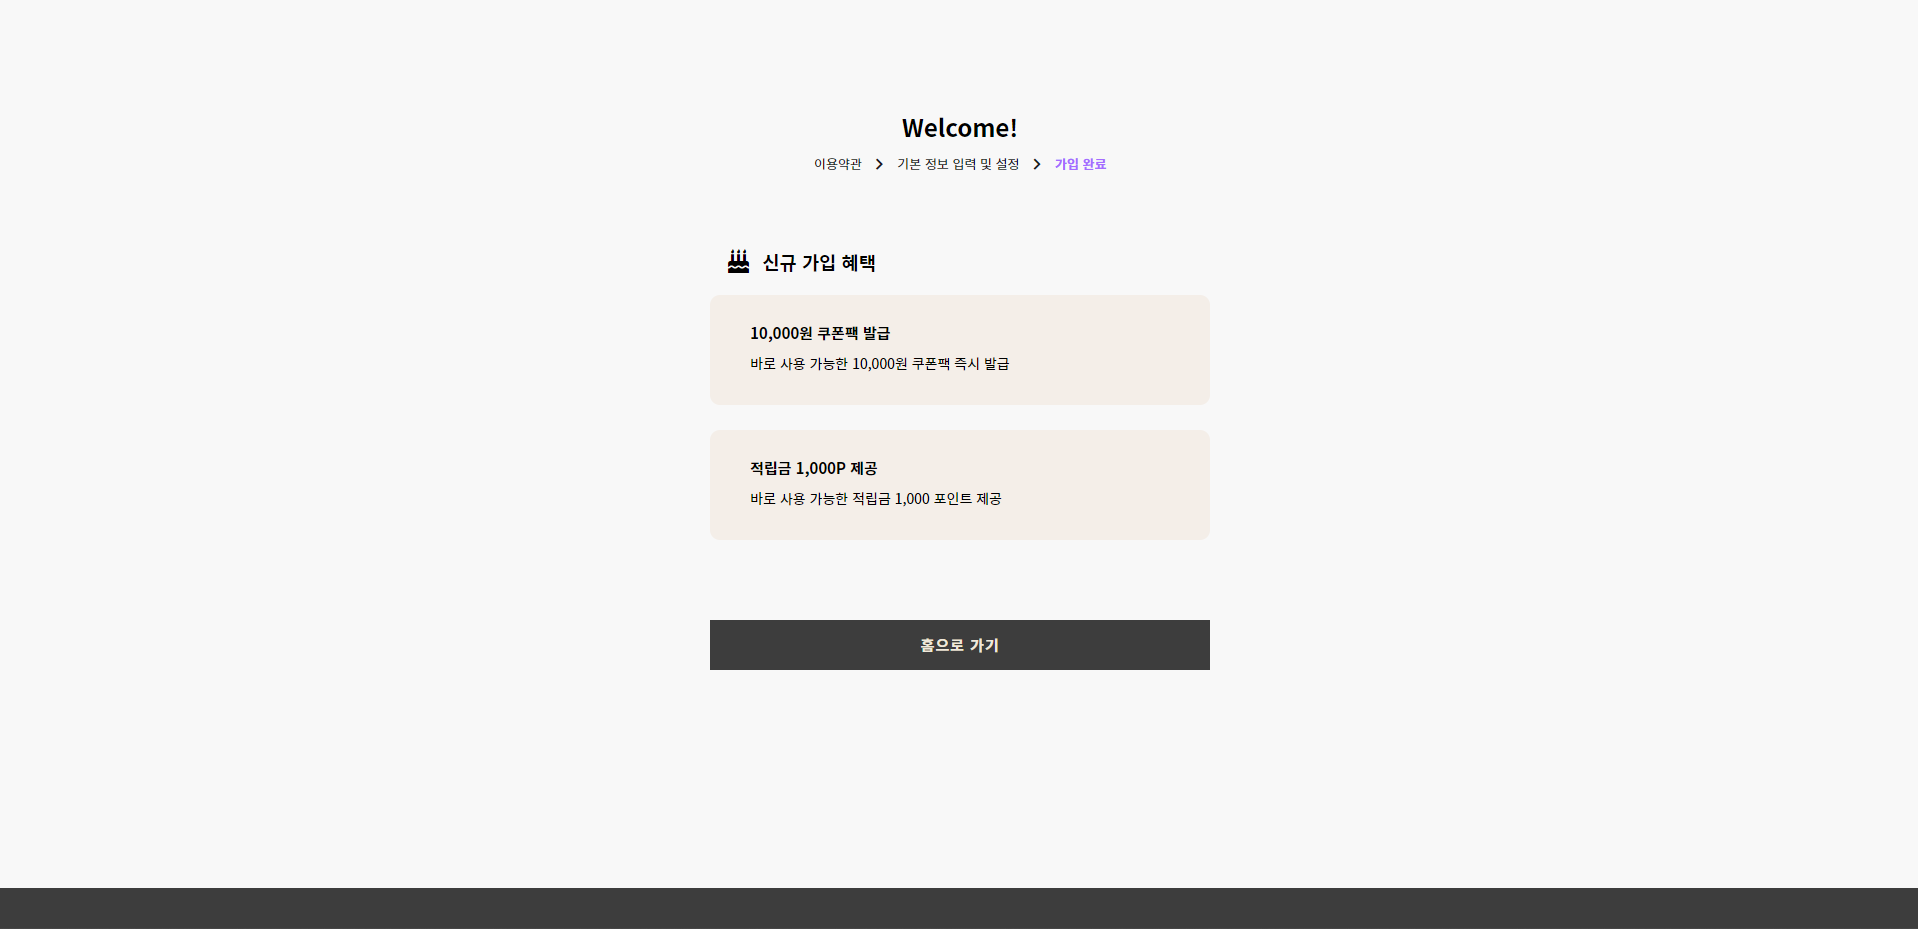 Welcome!
이용약관 > 기본 정보 입력 및 설정 > 가입 완료
신규 가입 혜택
10,000원 쿠폰팩 발급
바로 사용 가능한 10,000원 쿠폰팩 즉시 발급
적립금 1,000P 제공
바로 사용 가능한 적립금 1,000 포인트 제공
홈으로 가기